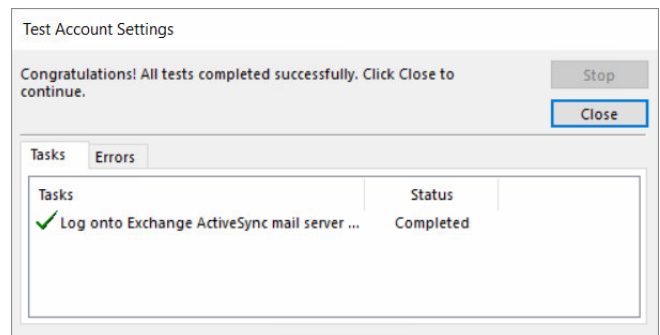 Test Account Settings
Congratulations! All tests completed successfully. Click Close to
continue.
Stop
Close
Tasks
Errors
Tasks
Status
Log onto Exchange ActiveSync mail server ...
Completed